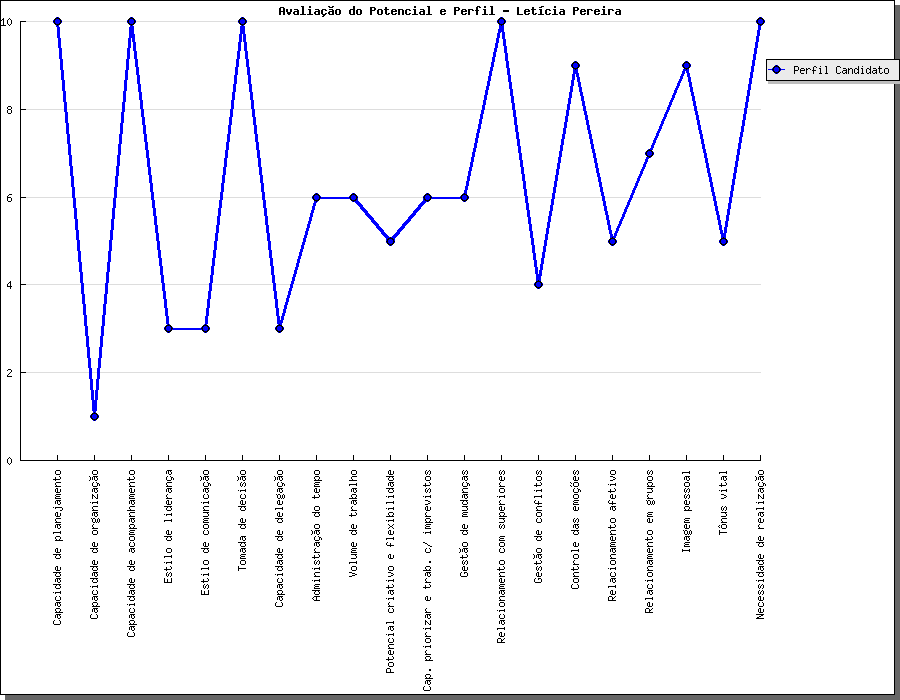 Avaliação do Potencial e Perfil - Letícia Pereira
10
8
6
4
2
0
Perfil Candidato
Capacidade de planejamento
Capacidade de organização
Capacidade de acompanhamento
Estilo de liderança
Estilo de comunicação
Tomada de decisão
Capacidade de delegação
Administração do tempo
Volume de trabalho
Potencial criativo e flexibilidade
Cap. priorizar e trab. c/ imprevistos
Gestão de mudanças
Relacionamento com superiores
Gestão de conflitos
Controle das emoções
Relacionamento afetivo
Relacionamento em grupos
Imagem pessoal
Tônus vital
Necessidade de realização